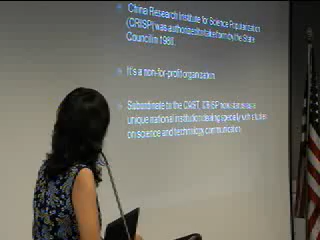 China Research Institute for Science Popularization
(CRISP) was authorized to take form by the State
Council in 1980.
It's a non-for-profit organization.
Subordinate to the CAST, CRISP now stands as a
unique national institution dealing specially with studies
on science and technology communication.